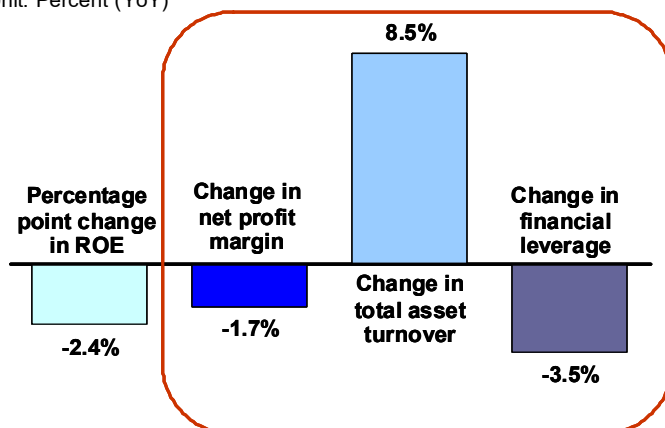 Unit: Percent (YoY)
8.5%
Percentage
point change
in ROE
Change in
net profit
margin
Change in
financial
leverage
Change in
total asset
turnover
-2.4%
-1.7%
-3.5%